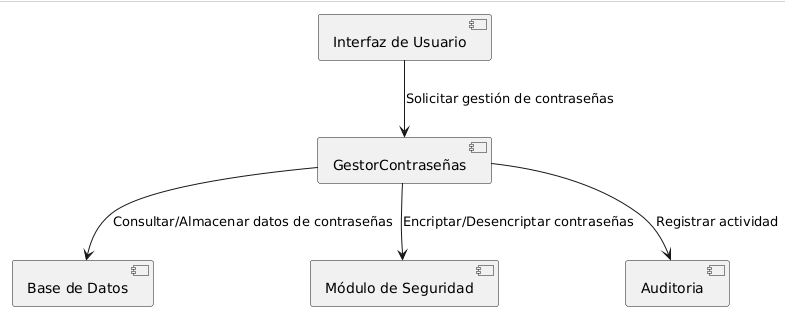 Interfaz de Usuario
Solicitar gestión de contraseñas
GestorContraseñas
Consultar/Almacenar datos de contraseñas
Encriptar/Desencriptar contraseñas
Registrar actividad
Base de Datos
Módulo de Seguridad
Auditoria